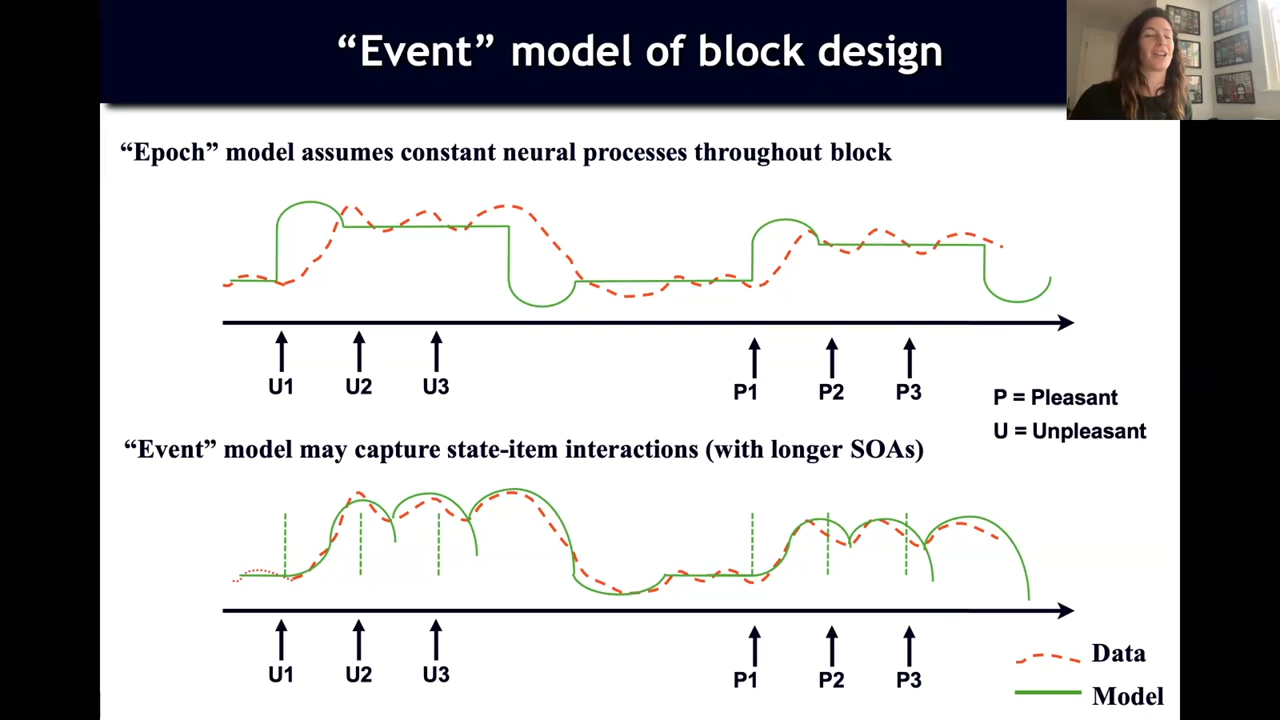 “Event” model of block design
“Epoch” model assumes constant neural processes throughout block
U1 U2 U3 P1 P2 P3
P = Pleasant
U = Unpleasant
“Event” model may capture state-item interactions (with longer SOAs)
U1 U2 U3 P1 P2 P3
Data
Model